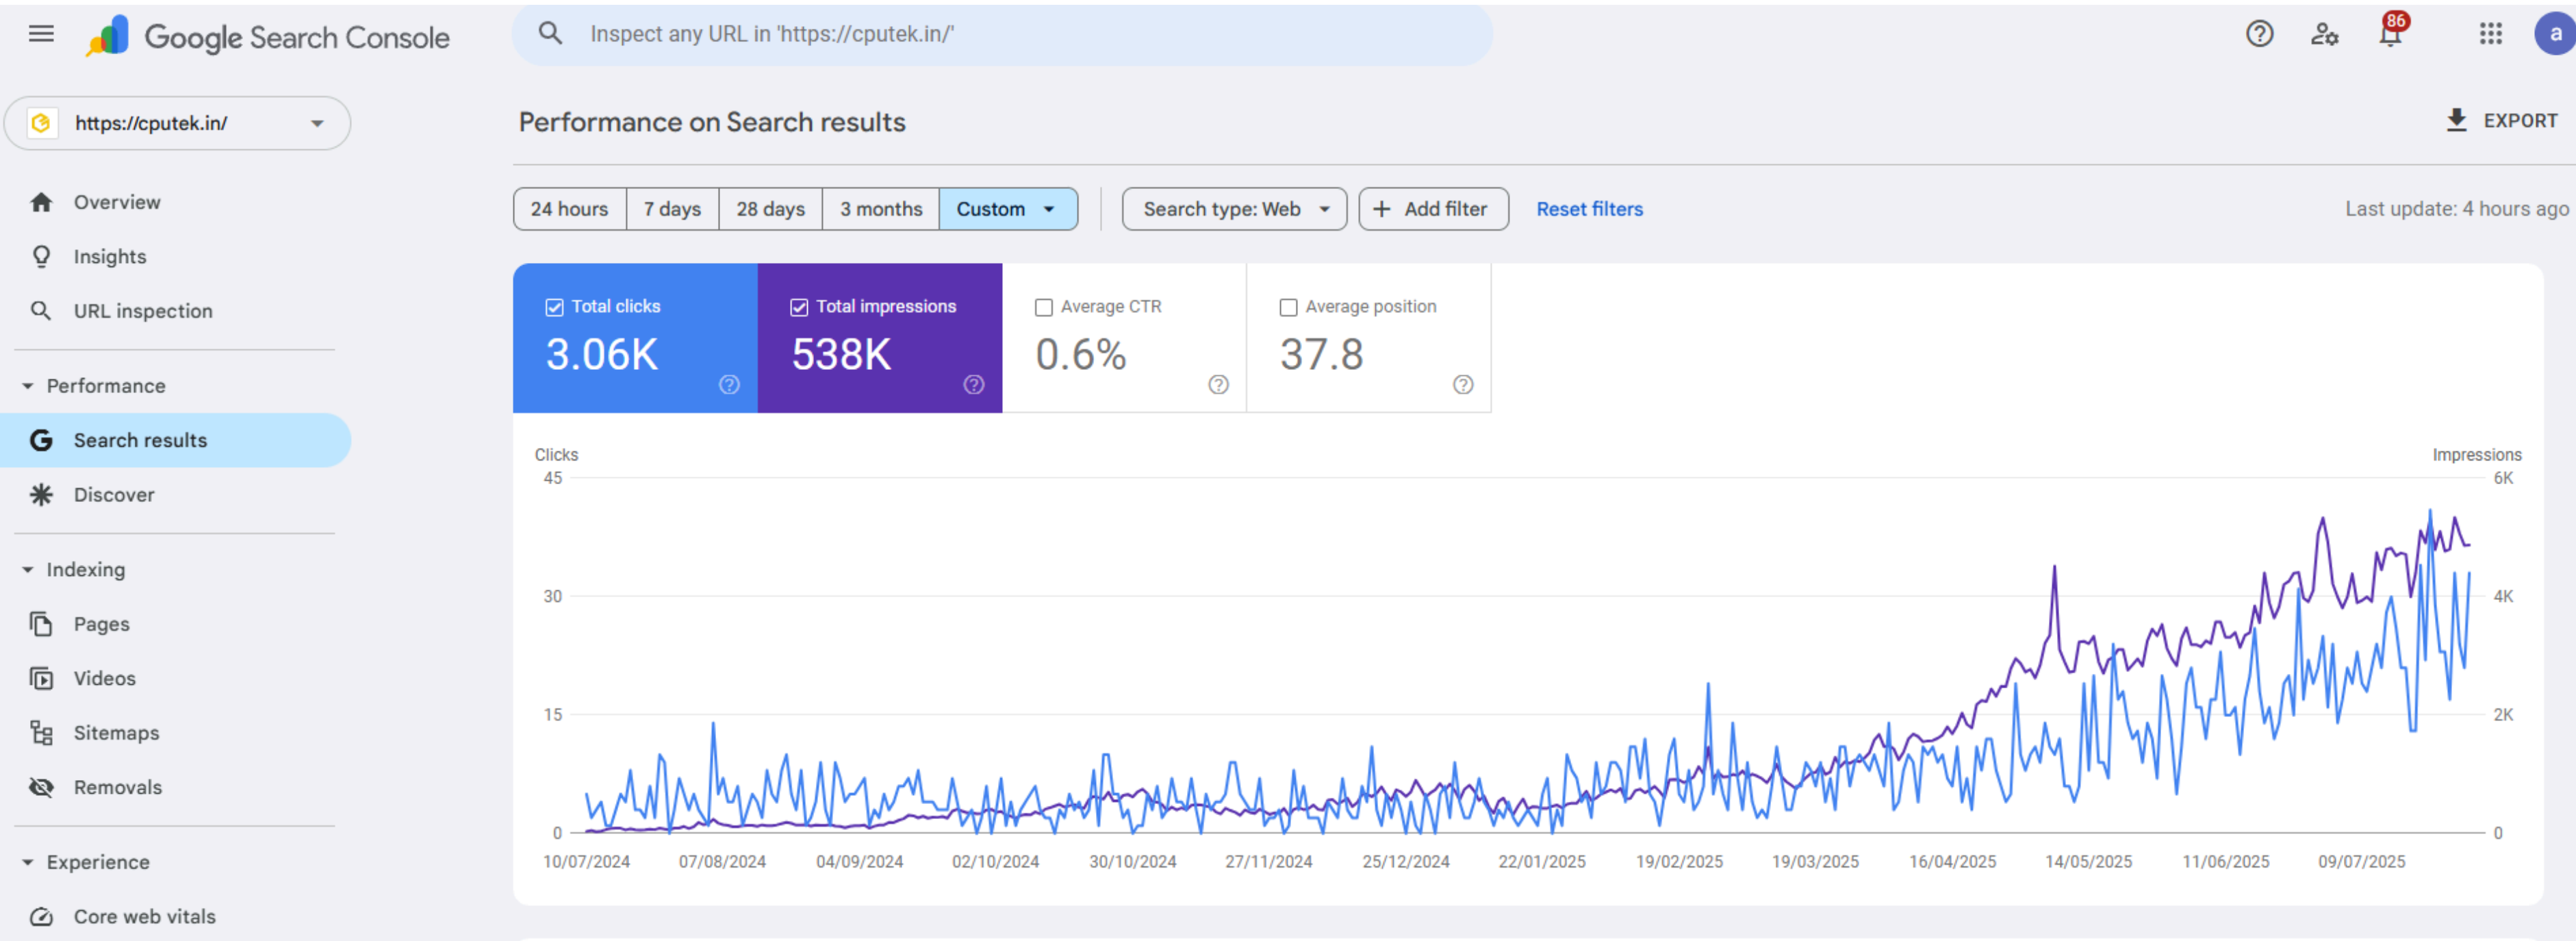 Google Search Console
Inspect any URL in 'https://cputek.in/'
86
a
https://cputek.in/
Performance on Search results
EXPORT
Overview
Insights
URL inspection
Performance
Search results
Discover
Indexing
Pages
Videos
Sitemaps
Removals
Experience
Core web vitals
24 hours 7 days 28 days 3 months Custom Search type: Web + Add filter Reset filters Last update: 4 hours ago
Total clicks
3.06K
Total impressions
538K
Average CTR
0.6%
Average position
37.8
Clicks Impressions
45 6K
30 4K
15 2K
0 0
10/07/2024 07/08/2024 04/09/2024 02/10/2024 30/10/2024 27/11/2024 25/12/2024 22/01/2025 19/02/2025 19/03/2025 16/04/2025 14/05/2025 11/06/2025 09/07/2025